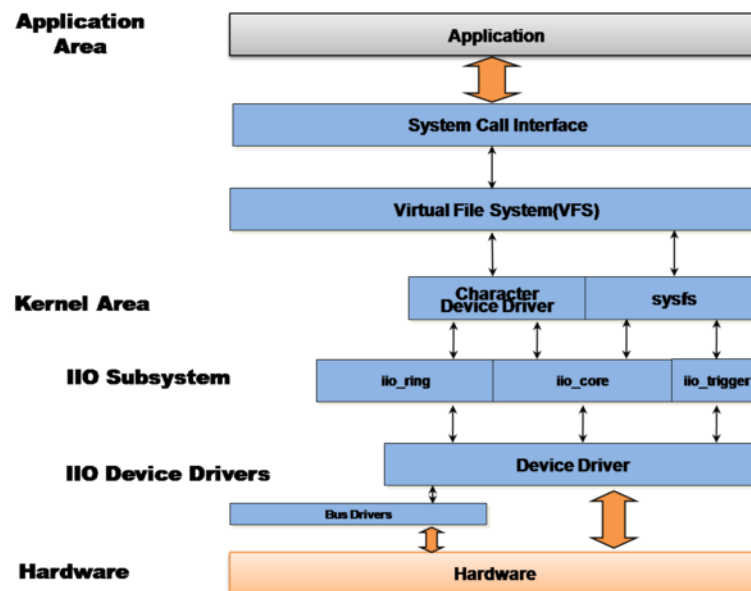 Application
Area
Application
System Call Interface
Virtual File System(VFS)
Kernel Area
Character
Device Driver
sysfs
IIO Subsystem
iio_ring
iio_core
iio_trigger
IIO Device Drivers
Device Driver
Bus Drivers
Hardware
Hardware